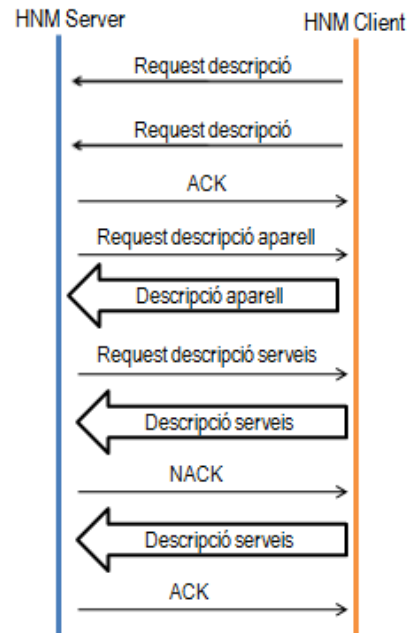 HNM Server
HNM Client
Request descripció
Request descripció
ACK
Request descripció aparell
Descripció aparell
Request descripció serveis
Descripció serveis
NACK
Descripció serveis
ACK